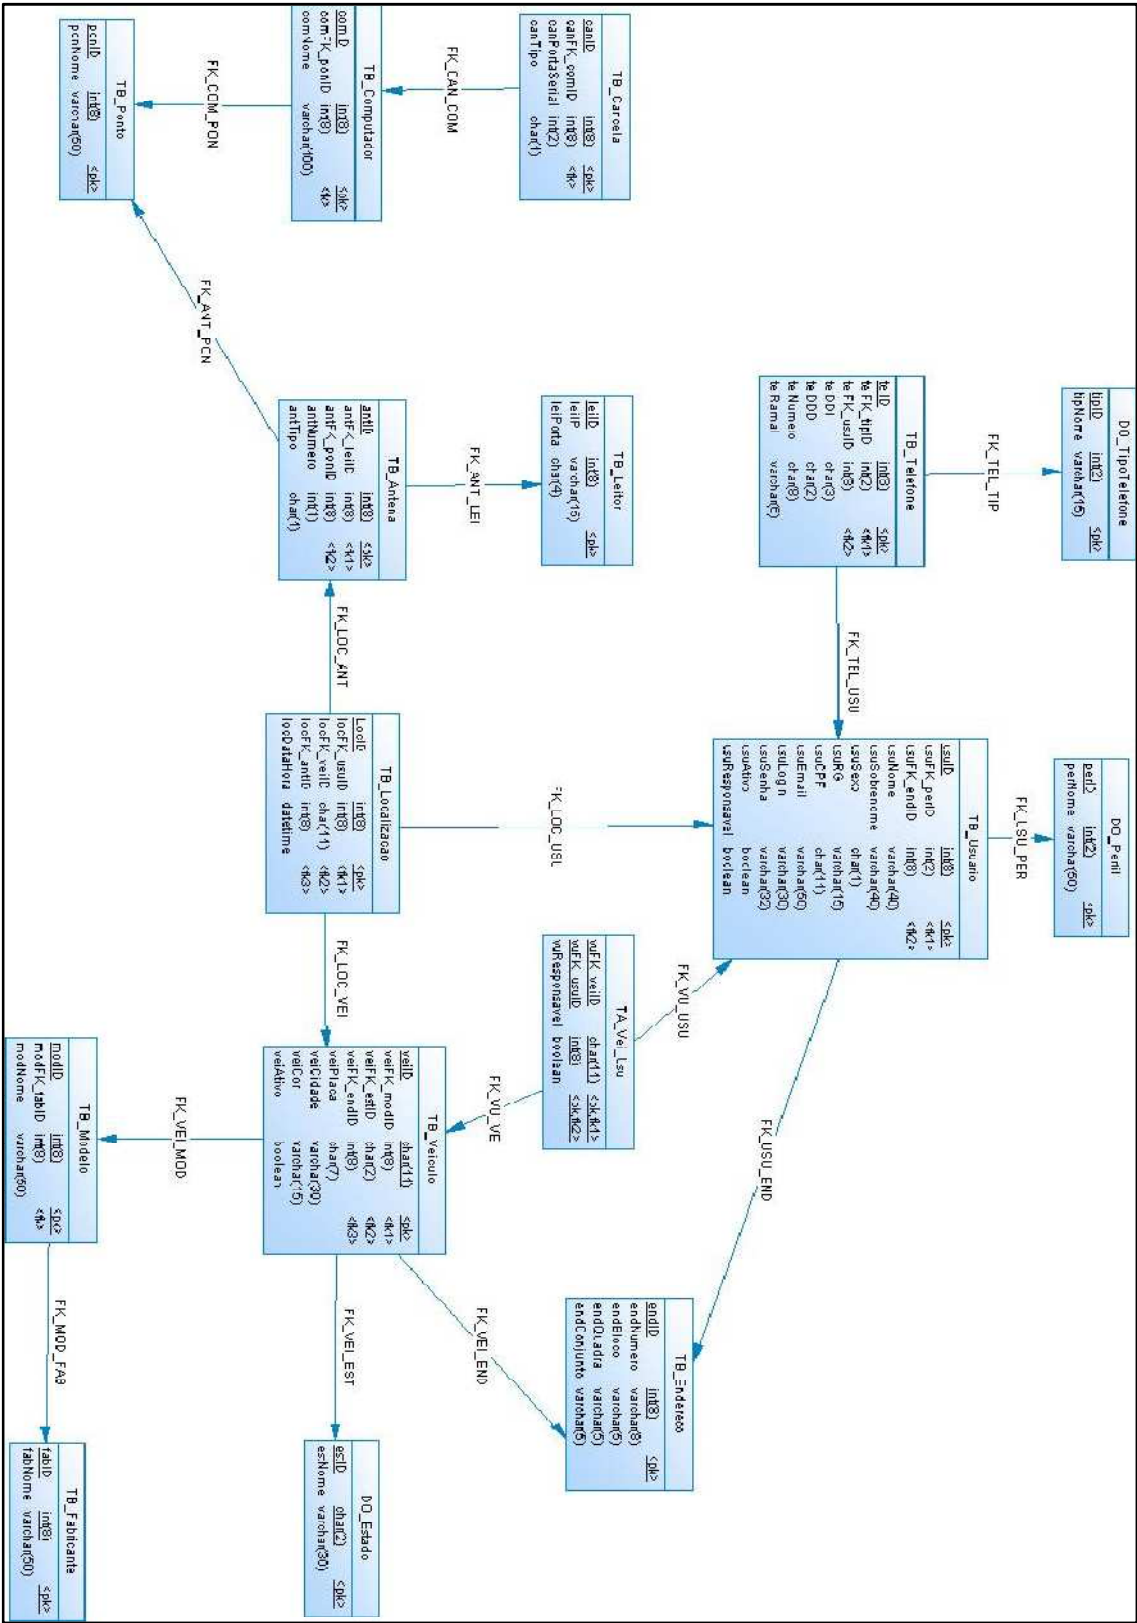 DO_TipoTelefone
tipID int(2) <pk>
tipNome varchar(15)
FK_TEL_TIP
TB_Telefone
telID int(8) <pk>
telFK_tipID int(2) <fk1>
telFK_usuID int(8) <fk2>
telDDI char(3)
telDDD char(2)
telNumero char(8)
telRamal varchar(5)
FK_TEL_USU
DO_Perfil
perID int(2) <pk>
perNome varchar(50)
FK_USU_PER
TB_Usuario
usuID int(8) <pk>
usuFK_perID int(2) <fk1>
usuFK_endID int(8) <fk2>
usuNome varchar(40)
usuSobrenome varchar(40)
usuSexo char(1)
usuRG varchar(15)
usuCPF char(11)
usuEmail varchar(50)
usuLogin varchar(30)
usuSenha varchar(32)
usuAtivo boolean
usuResponsavel boolean
FK_USU_END
TB_Endereco
endID int(8) <pk>
endNumero varchar(8)
endBloco varchar(5)
endQuadra varchar(5)
endConjunto varchar(5)
TB_Cancela
canID int(8) <pk>
canFK_comID int(8) <fk>
canPortaSerial int(2)
canTipo char(1)
FK_CAN_COM
TB_Leitor
leiID int(8) <pk>
leiIP varchar(15)
leiPorta char(4)
FK_ANT_LEI
FK_LOC_USU
TA_Vei_Usu
vuFK_veiID char(11) <pk,fk1>
vuFK_usuID int(8) <pk,fk2>
vuResponsavel boolean
FK_VU_USU
FK_VU_VE
FK_VEI_END
TB_Computador
comID int(8) <pk>
comFK_ponID int(8) <fk>
comNome varchar(100)
FK_COM_PON
TB_Antena
antID int(8) <pk>
antFK_leiID int(8) <fk1>
antFK_ponID int(8) <fk2>
antNumero int(1)
antTipo char(1)
FK_ANT_PON
FK_LOC_ANT
TB_Localizacao
LocID int(8) <pk>
locFK_usuID int(8) <fk1>
locFK_veiID char(11) <fk2>
locFK_antID int(8) <fk3>
locDataHora datetime
FK_LOC_VEI
TB_Veiculo
veiID char(11) <pk>
veiFK_modID int(8) <fk1>
veiFK_estID char(2) <fk2>
veiFK_endID int(8) <fk3>
veiPlaca char(7)
veiCidade varchar(30)
veiCor varchar(15)
veiAtivo boolean
FK_VEI_EST
DO_Estado
estID char(2) <pk>
estNome varchar(30)
TB_Ponto
ponID int(8) <pk>
ponNome varchar(50)
FK_VEI_MOD
TB_Modelo
modID int(8) <pk>
modFK_fabID int(8) <fk>
modNome varchar(50)
FK_MOD_FAB
TB_Fabricante
fabID int(8) <pk>
fabNome varchar(50)